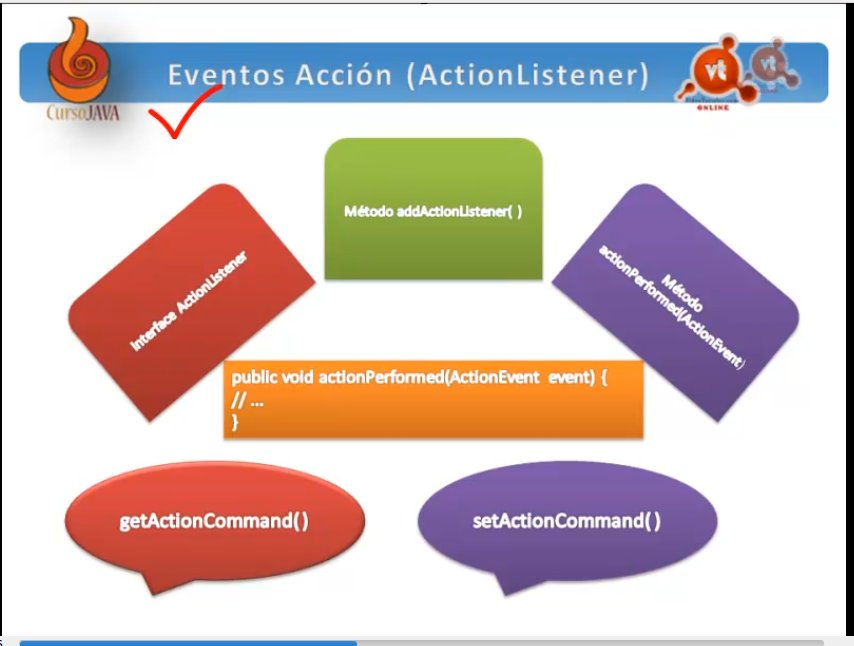 Eventos Acción (ActionListener)
CursoJAVA
vt
vt
ONLINE
Método addActionListener( )
Interface ActionListener
Método
actionPerformed(ActionEvent)
public void actionPerformed(ActionEvent event) {
// ...
}
getActionCommand( )
setActionCommand( )